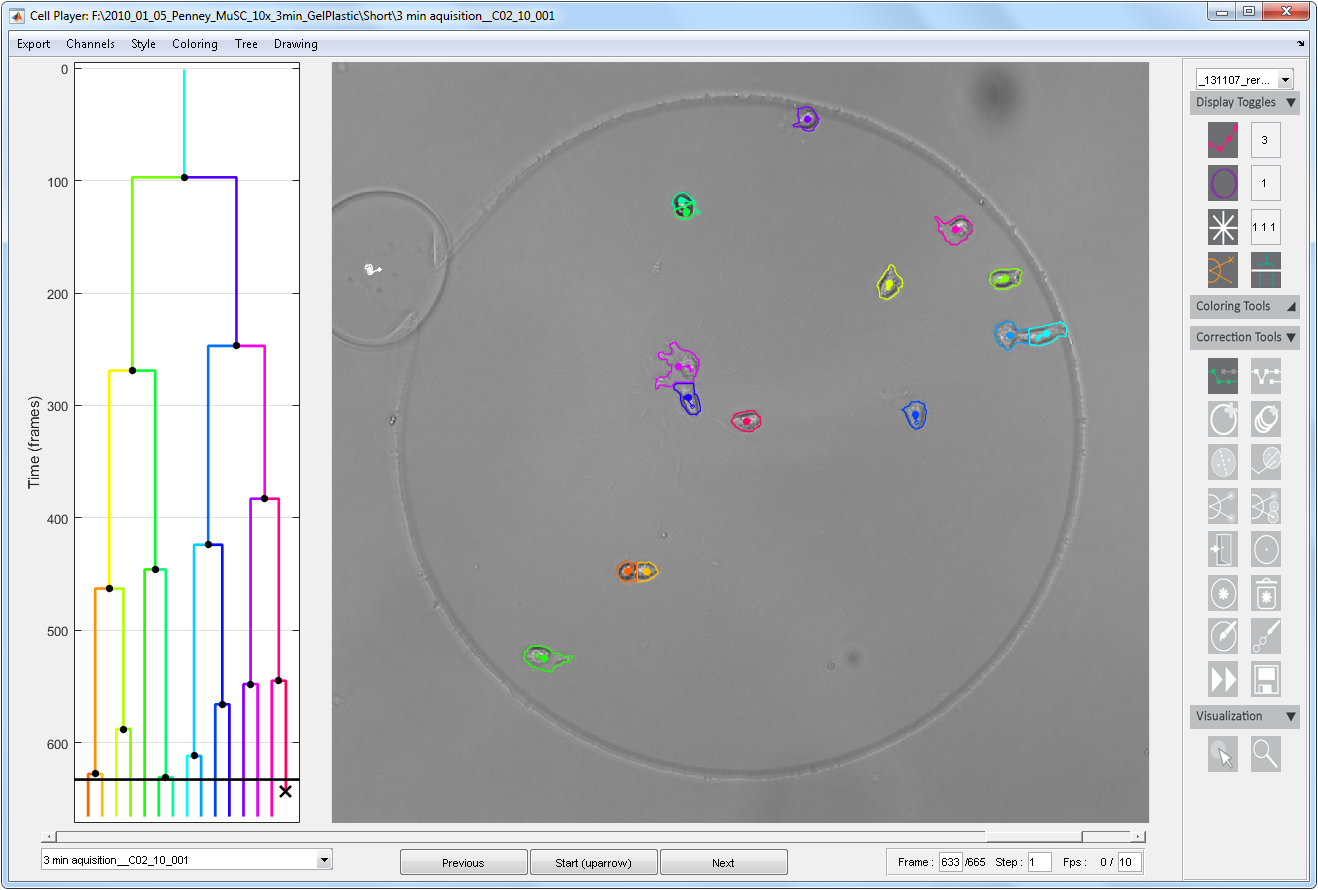 Cell Player: F:\2010_01_05_Penney_MuSC_10x_3min_GelPlastic\Short\3 min aquisition__C02_10_001
Export Channels Style Coloring Tree Drawing
0
100
200
300
400
500
600
Time (frames)
_131107_rer...
Display Toggles
3
1
1 1 1
Coloring Tools
Correction Tools
Visualization
3 min aquisition__C02_10_001
Previous
Start (uparrow)
Next
Frame : 633 /665 Step : 1 Fps : 0 / 10